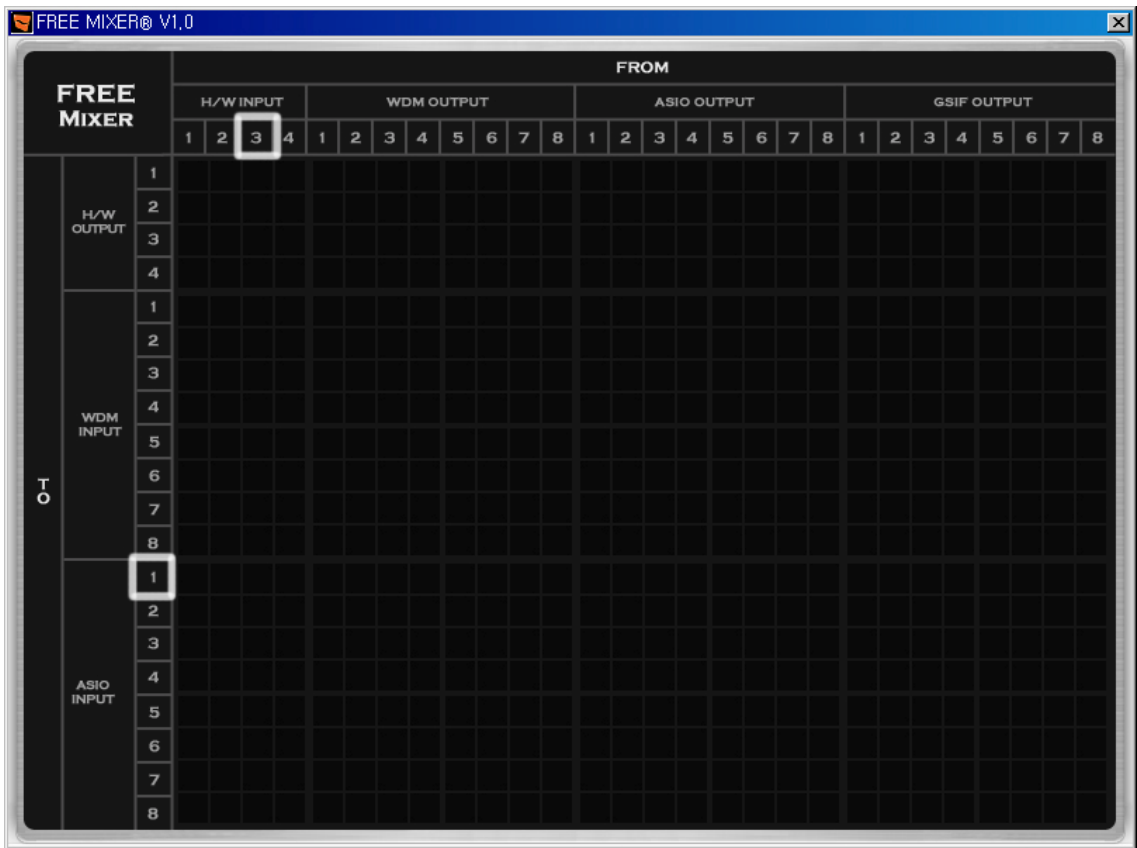 FREE MIXER® V1,0
FROM
FREE
MIXER
H/W INPUT WDM OUTPUT ASIO OUTPUT GSIF OUTPUT
1 2 3 4 1 2 3 4 5 6 7 8 1 2 3 4 5 6 7 8 1 2 3 4 5 6 7 8
TO
H/W
OUTPUT
1
2
3
4
WDM
INPUT
1
2
3
4
5
6
7
8
ASIO
INPUT
1
2
3
4
5
6
7
8